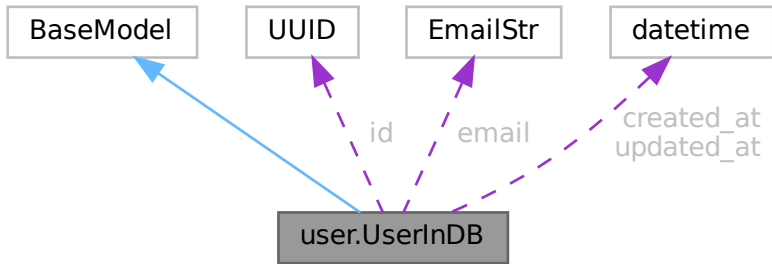 BaseModel
UUID
EmailStr
datetime
id
email
created_at
updated_at
user.UserInDB